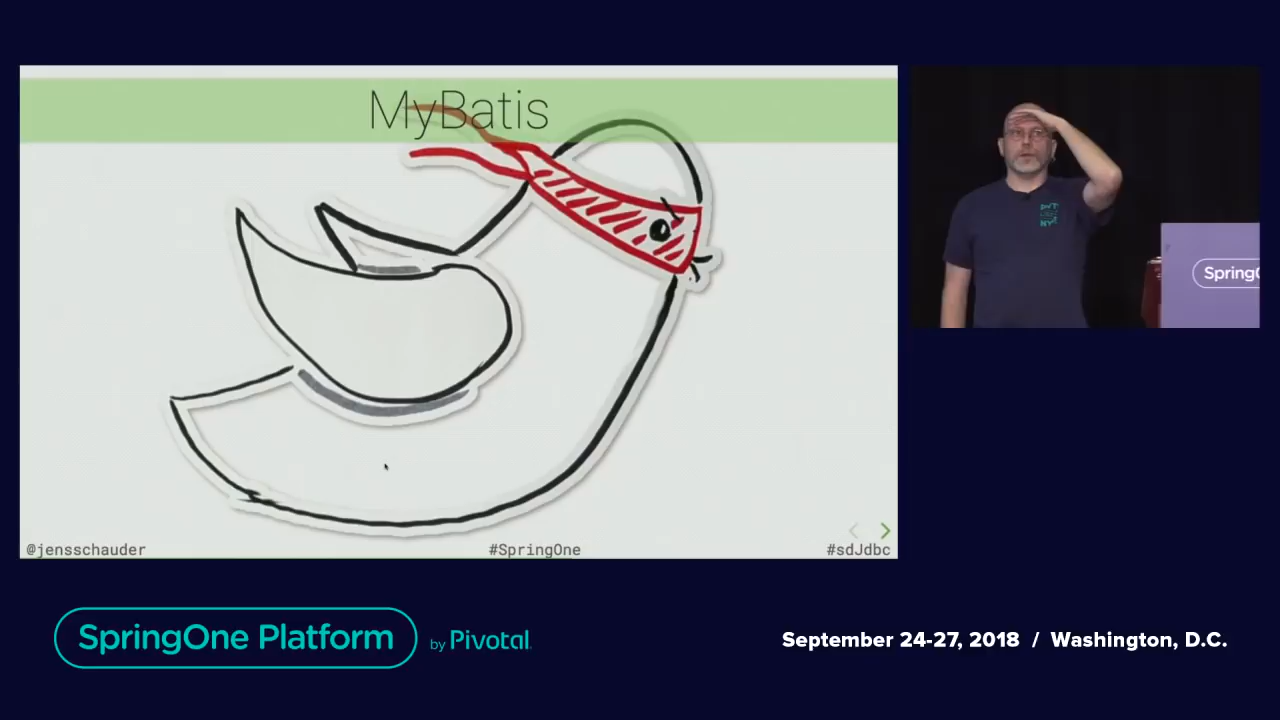 MyBatis
@jensschauder
#SpringOne
#sdJdbc
SpringOne Platform
by Pivotal.
September 24-27, 2018 / Washington, D.C.